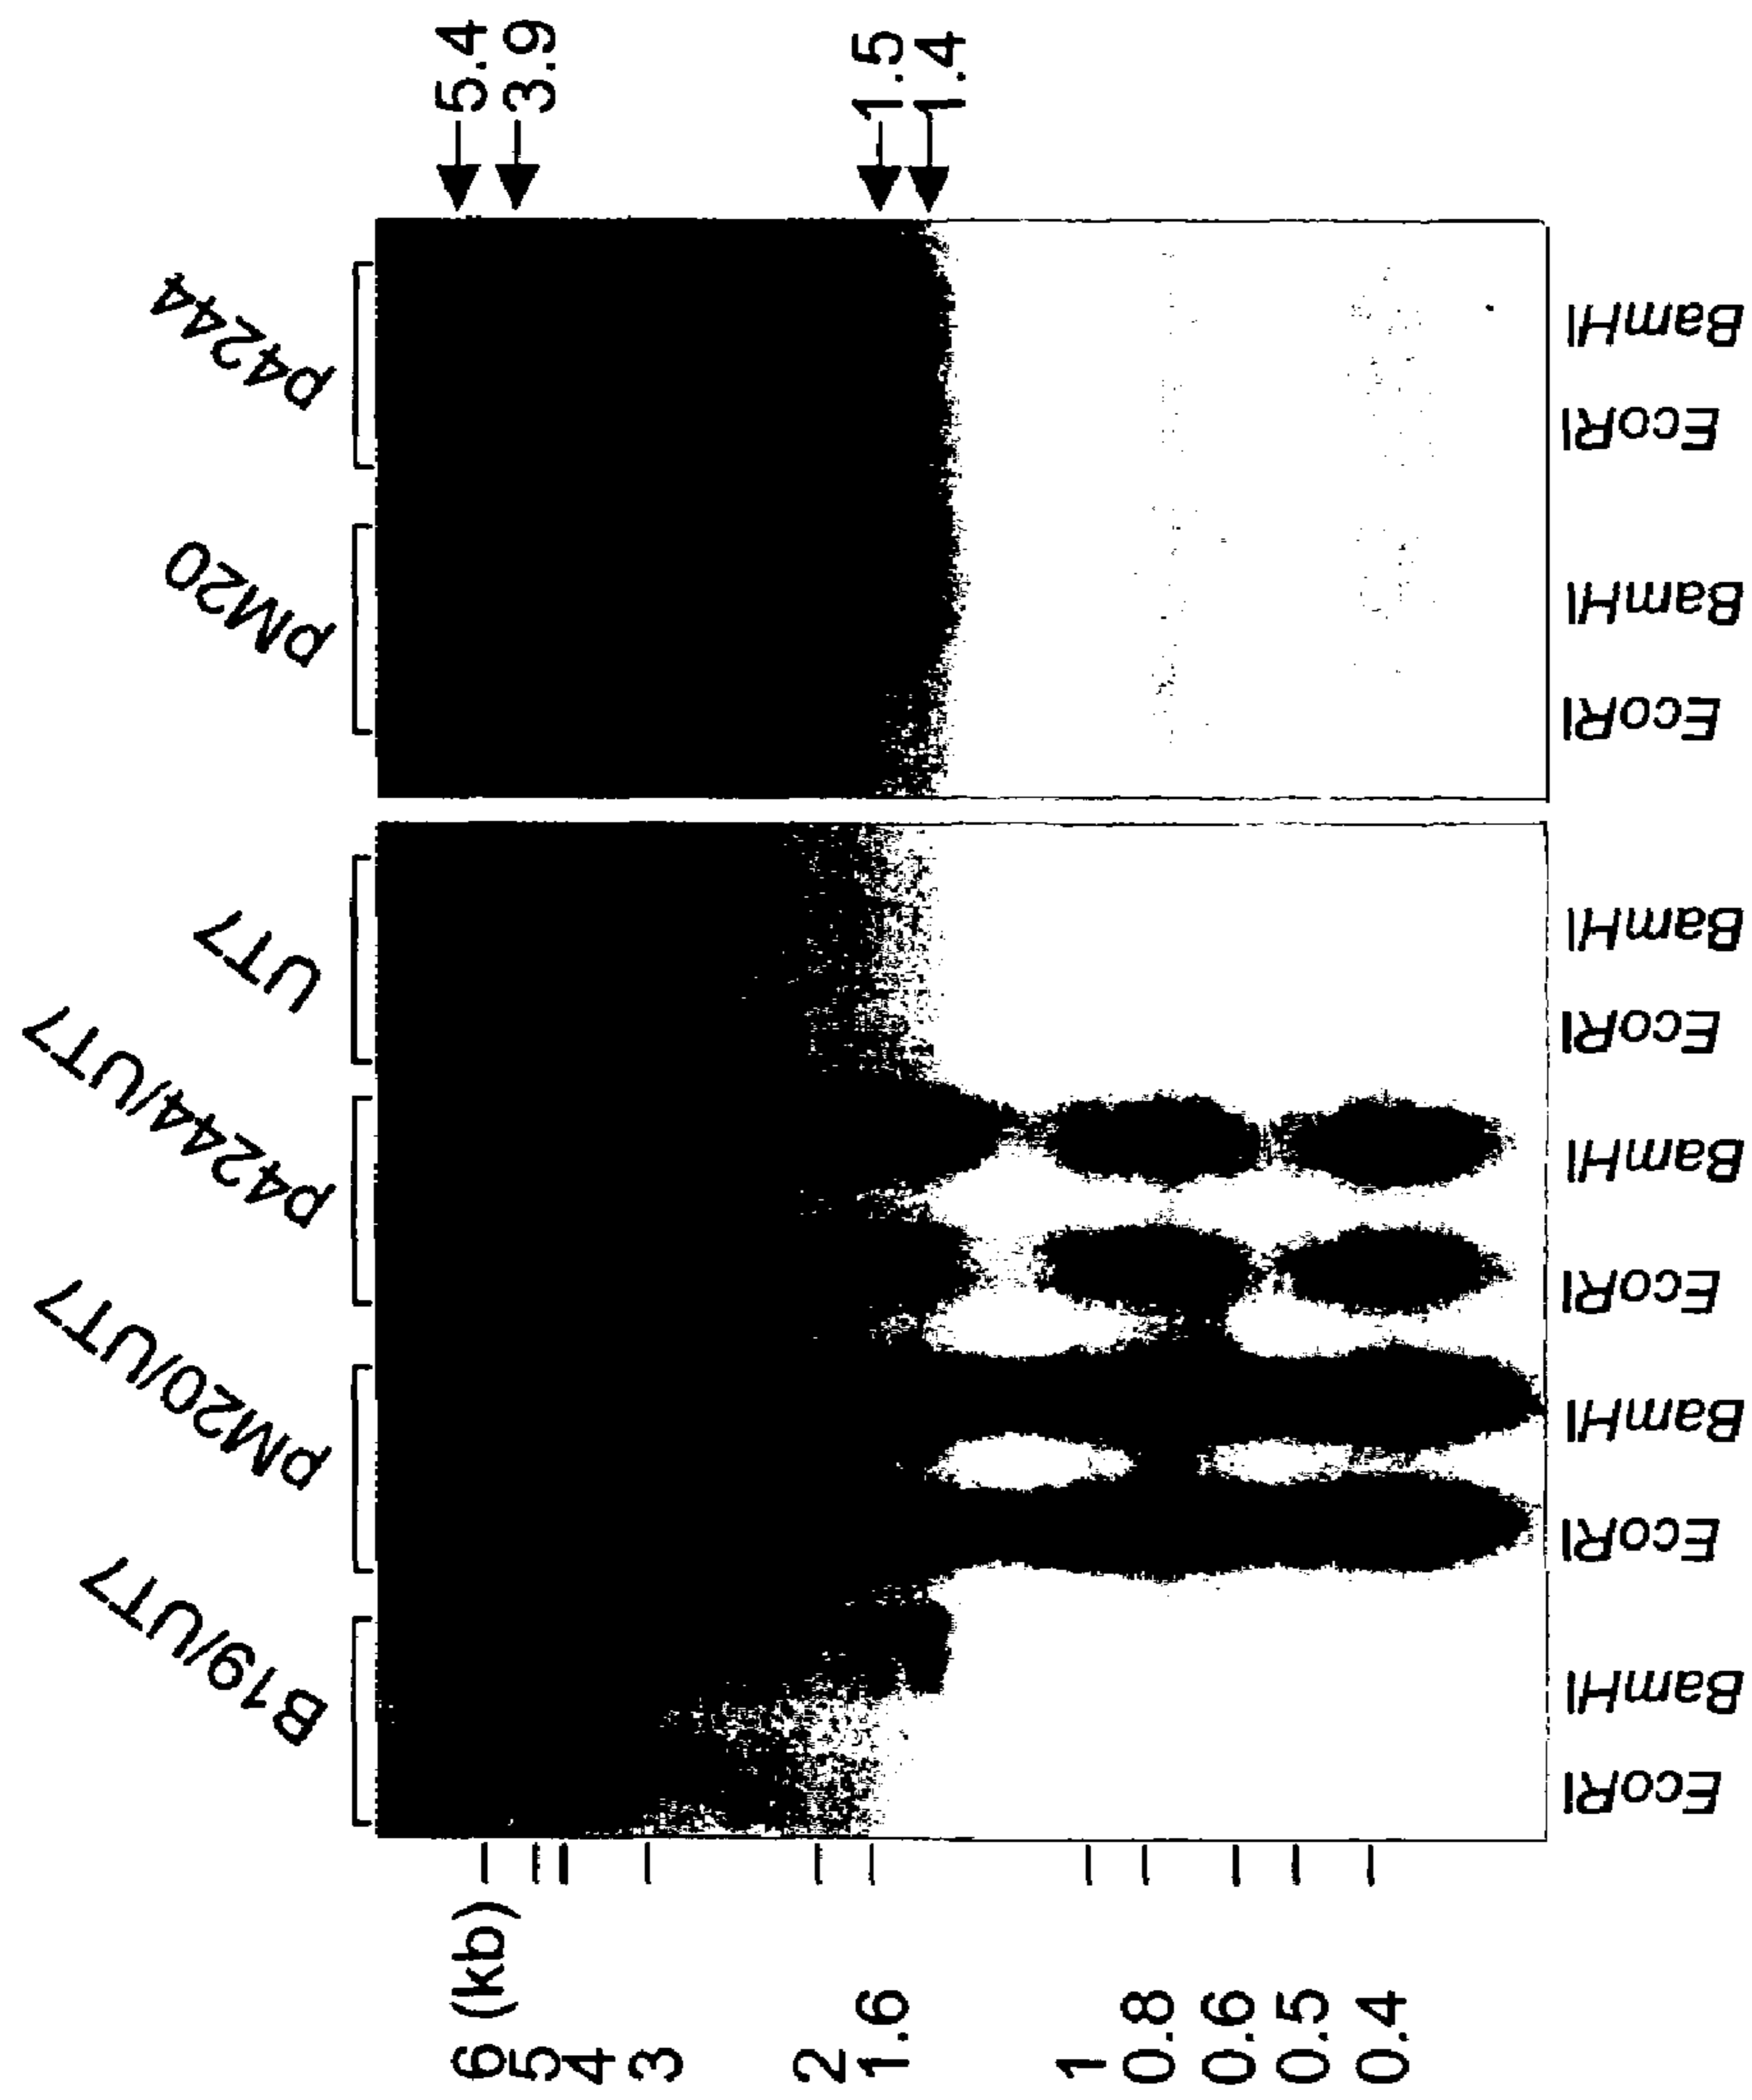 B19/UT7
pM20/UT7
p4244/UT7
UT7
pM20
p4244
6 (kb)
5
4
3
2
1.6
1
0.8
0.6
0.5
0.4
5.4
3.9
1.5
1.4
EcoRI
BamHI
EcoRI
BamHI
EcoRI
BamHI
EcoRI
BamHI
EcoRI
BamHI
EcoRI
BamHI